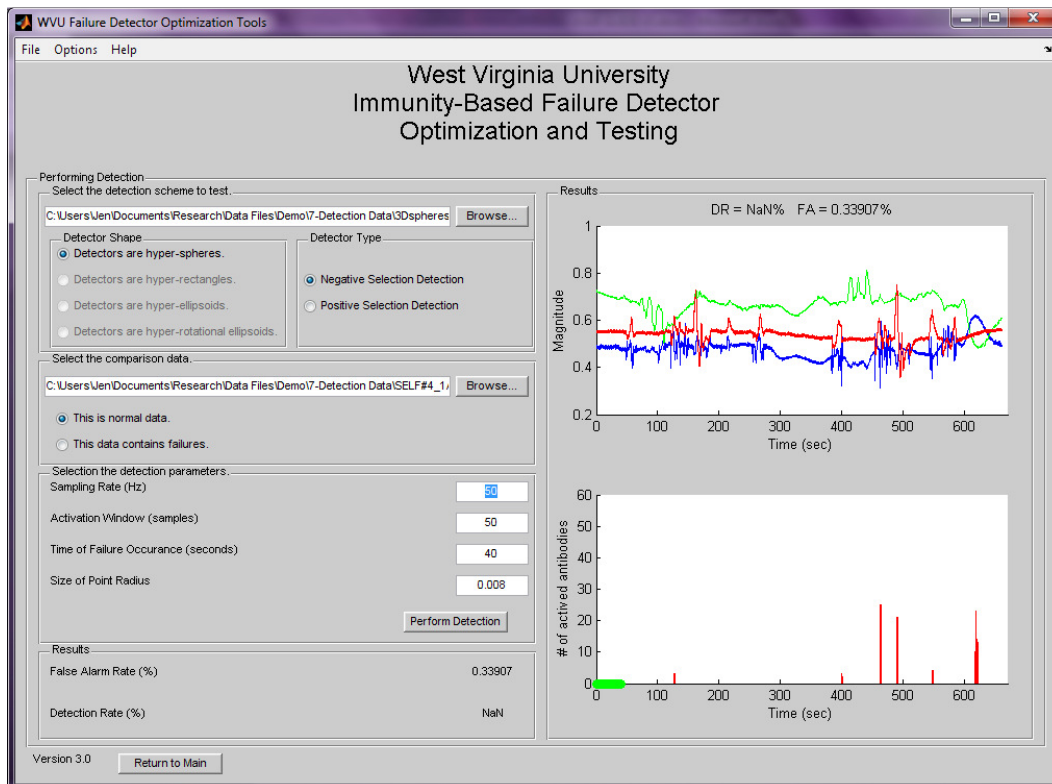 WVU Failure Detector Optimization Tools
File Options Help
West Virginia University
Immunity-Based Failure Detector
Optimization and Testing
Performing Detection
Select the detection scheme to test.
C:\Users\Jen\Documents\Research\Data Files\Demo\7-Detection Data\3Dspheres
Browse...
Detector Shape
Detectors are hyper-spheres.
Detectors are hyper-rectangles.
Detectors are hyper-ellipsoids.
Detectors are hyper-rotational ellipsoids.
Detector Type
Negative Selection Detection
Positive Selection Detection
Select the comparison data.
C:\Users\Jen\Documents\Research\Data Files\Demo\7-Detection Data\SELF#4_1
Browse...
This is normal data.
This data contains failures.
Selection the detection parameters.
Sampling Rate (Hz) 50
Activation Window (samples) 50
Time of Failure Occurance (seconds) 40
Size of Point Radius 0.008
Perform Detection
Results
False Alarm Rate (%) 0.33907
Detection Rate (%) NaN
Version 3.0
Return to Main
Results
DR = NaN% FA = 0.33907%
Magnitude
1
0.8
0.6
0.4
0.2
0 100 200 300 400 500 600
Time (sec)
# of actived antibodies
60
50
40
30
20
10
0
0 100 200 300 400 500 600
Time (sec)